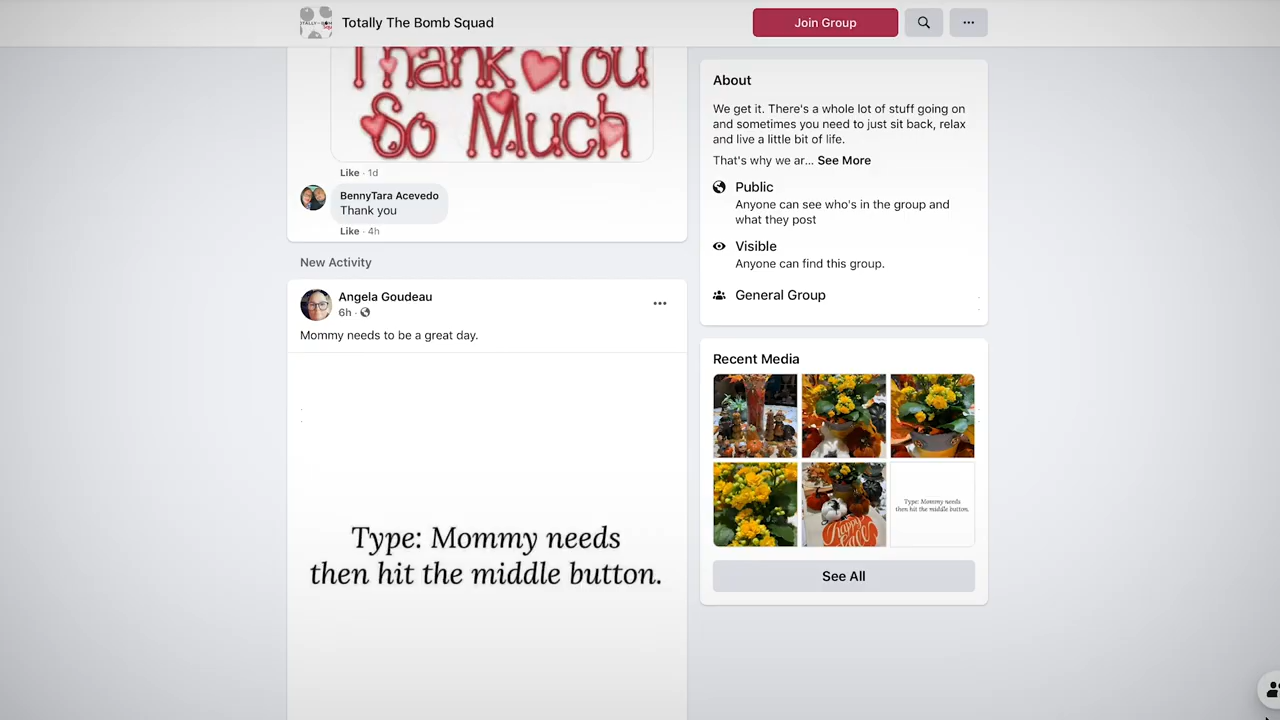 Totally The Bomb Squad
Join Group
Thank You
So Much
Like · 1d
BennyTara Acevedo
Thank you
Like · 4h
New Activity
Angela Goudeau
6h ·
Mommy needs to be a great day.
Type: Mommy needs
then hit the middle button.
About
We get it. There's a whole lot of stuff going on
and sometimes you need to just sit back, relax
and live a little bit of life.
That's why we ar... See More
Public
Anyone can see who's in the group and
what they post
Visible
Anyone can find this group.
General Group
Recent Media
happy
Fall
Type: Mommy needs
then hit the middle button.
See All